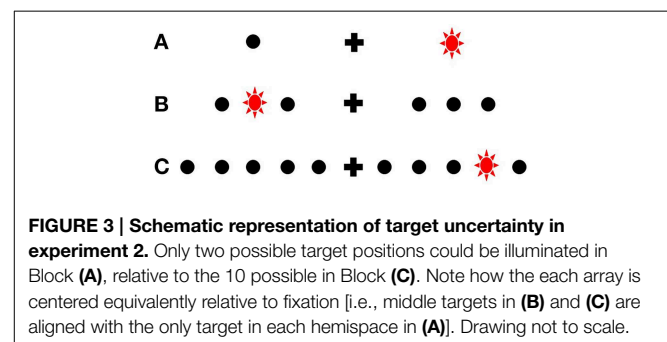 A
B
C
FIGURE 3 | Schematic representation of target uncertainty in
experiment 2. Only two possible target positions could be illuminated in
Block (A), relative to the 10 possible in Block (C). Note how the each array is
centered equivalently relative to fixation [i.e., middle targets in (B) and (C) are
aligned with the only target in each hemispace in (A)]. Drawing not to scale.